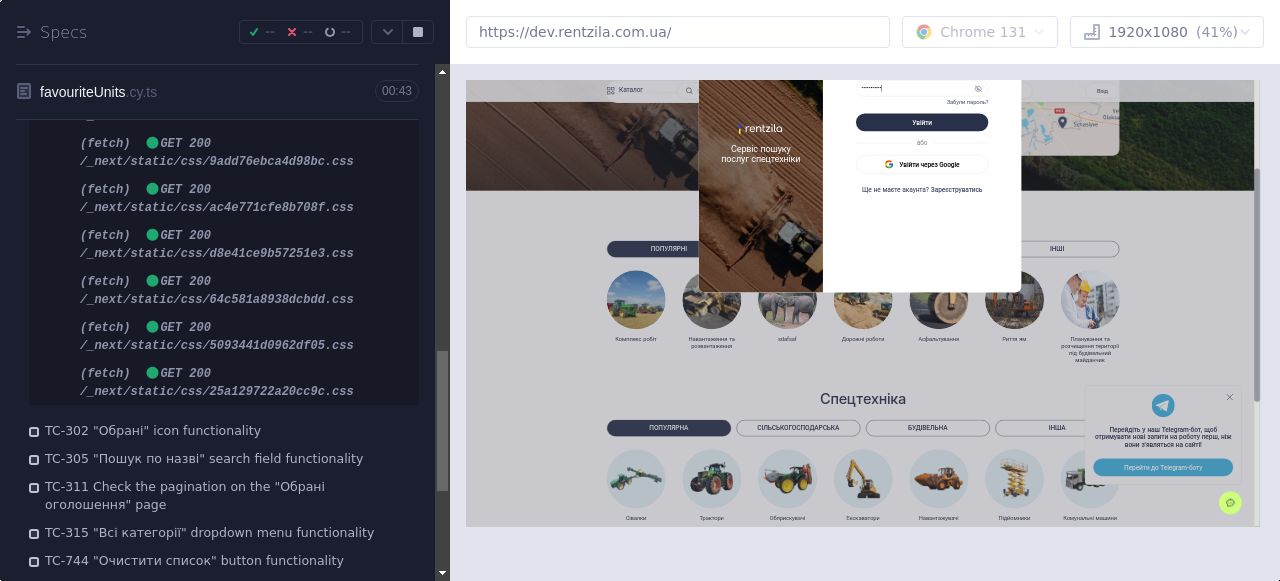 Specs
--
--
--
favouriteUnits.cy.ts
00:43
(fetch) GET 200
/_next/static/css/9add76ebca4d98bc.css
(fetch) GET 200
/_next/static/css/ac4e771cfe8b708f.css
(fetch) GET 200
/_next/static/css/d8e41ce9b57251e3.css
(fetch) GET 200
/_next/static/css/64c581a8938dcbdd.css
(fetch) GET 200
/_next/static/css/5093441d0962df05.css
(fetch) GET 200
/_next/static/css/25a129722a20cc9c.css
TC-302 "Обрані" icon functionality
TC-305 "Пошук по назві" search field functionality
TC-311 Check the pagination on the "Обрані
оголошення" page
TC-315 "Всі категорії" dropdown menu functionality
TC-744 "Очистити список" button functionality
https://dev.rentzila.com.ua/
Chrome 131
1920x1080 (41%)
Каталог
Вхід
Забули пароль?
Увійти
або
Увійти через Google
Ще не маєте акаунта? Зареєструватись
rentzila
Сервіс пошуку
послуг спецтехніки
ПОПУЛЯРНІ
ІНШІ
Комплекс робіт
Навантаження та
розвантаження
sdafsaf
Дорожні роботи
Асфальтування
Риття ям
Планування та
розчищення території
під будівельний
майданчик
Спецтехніка
ПОПУЛЯРНА
СІЛЬСЬКОГОСПОДАРСЬКА
БУДІВЕЛЬНА
ІНША
Сівалки
Трактори
Обприскувачі
Екскаватори
Навантажувачі
Підйомники
Комунальні машини
Перейдіть у наш Telegram-бот, щоб
отримувати нові запити на роботу перш, ніж
вони з'являться на сайті!
Перейти до Telegram-боту